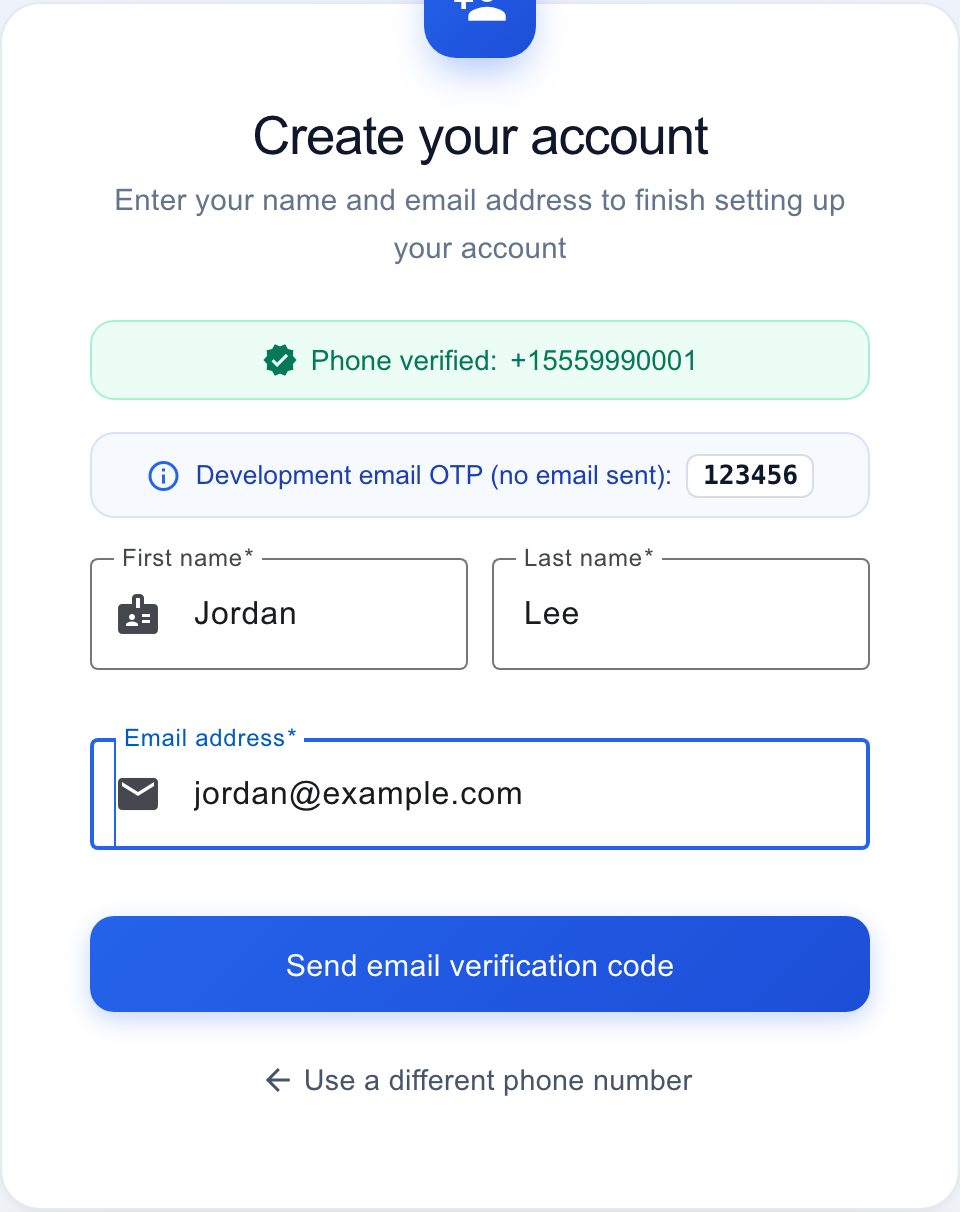 Create your account
Enter your name and email address to finish setting up
your account
Phone verified: +15559990001
Development email OTP (no email sent): 123456
First name* Last name*
Jordan Lee
Email address*
jordan@example.com
Send email verification code
Use a different phone number